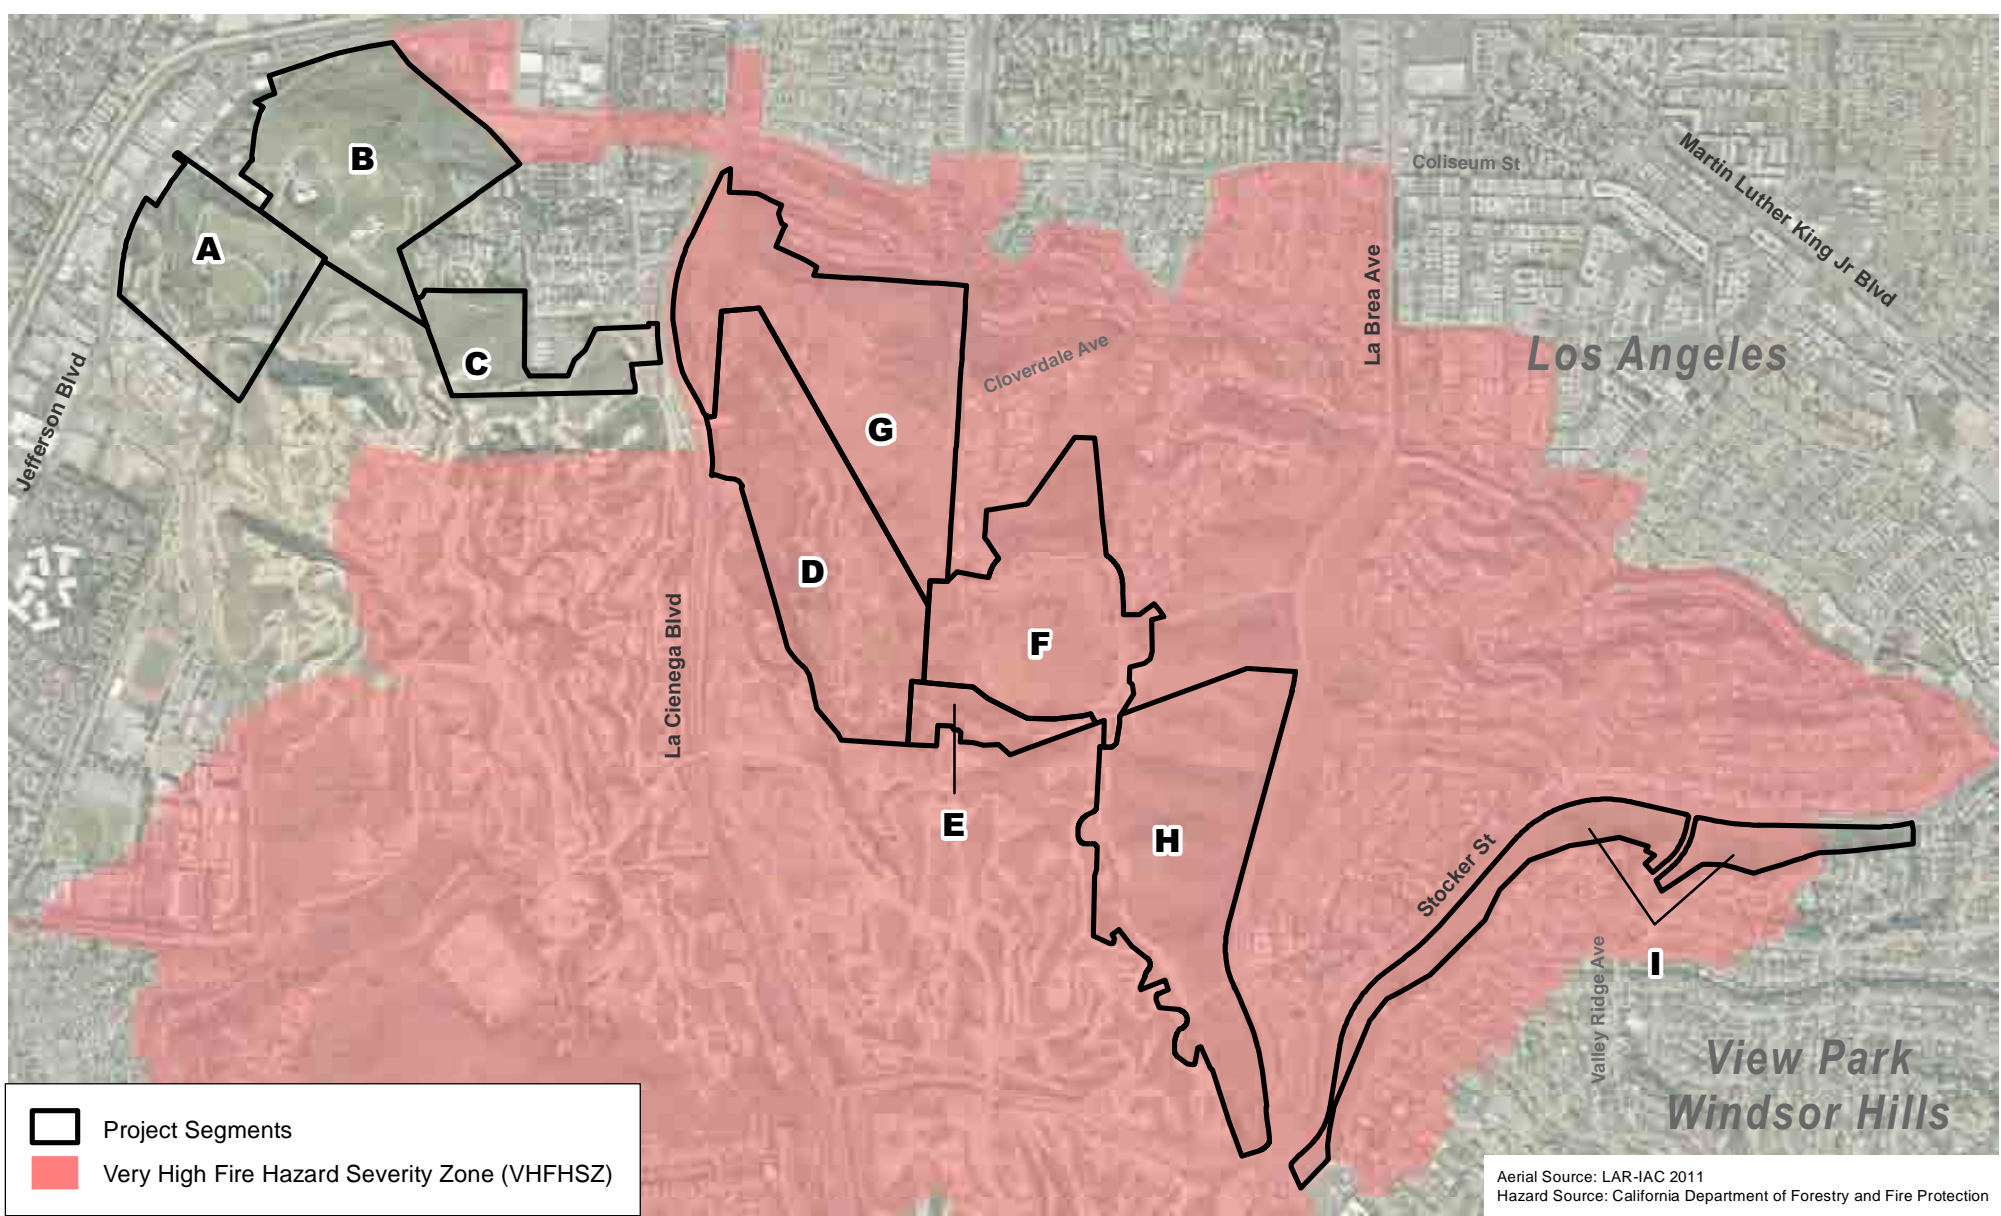 B
A
C
G
D
F
E
H
I
Coliseum St
Martin Luther King Jr Blvd
La Brea Ave
Los Angeles
Cloverdale Ave
Jefferson Blvd
La Cienega Blvd
Stocker St
Valley Ridge Ave
View Park
Windsor Hills
Project Segments
Very High Fire Hazard Severity Zone (VHFHSZ)
Aerial Source: LAR-IAC 2011
Hazard Source: California Department of Forestry and Fire Protection